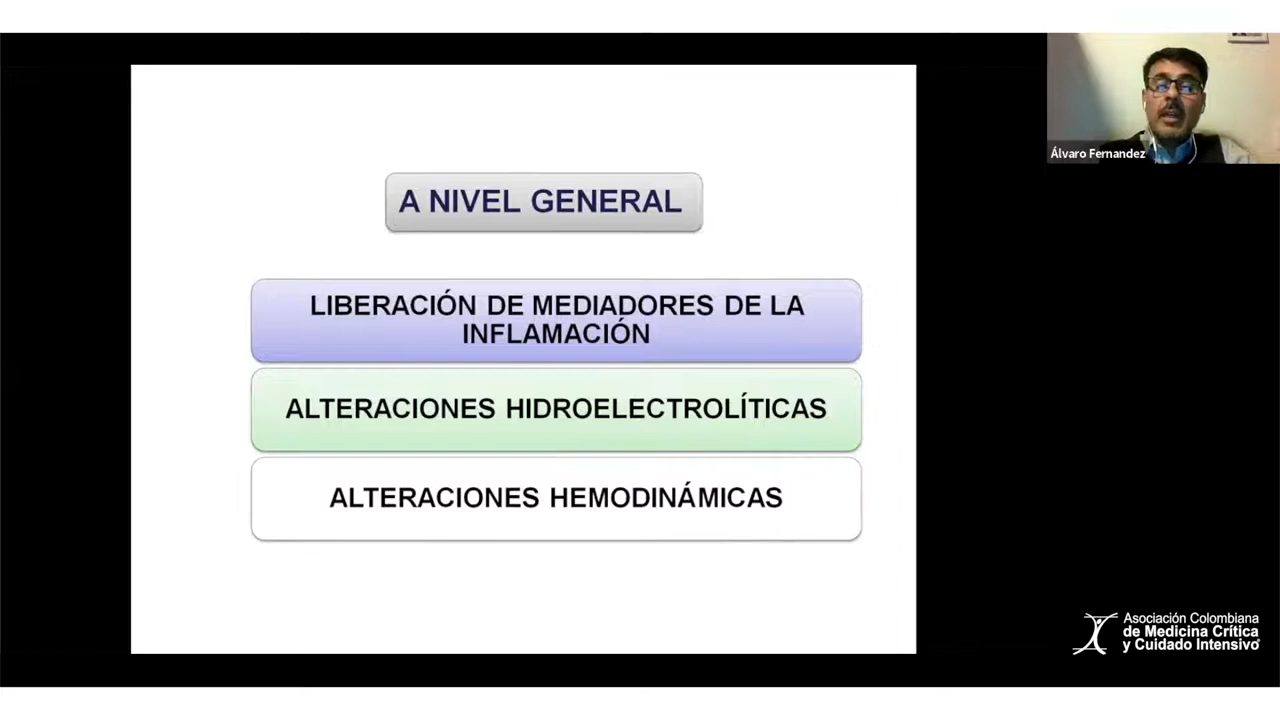 Álvaro Fernandez
A NIVEL GENERAL
LIBERACIÓN DE MEDIADORES DE LA
INFLAMACIÓN
ALTERACIONES HIDROELECTROLÍTICAS
ALTERACIONES HEMODINÁMICAS
Asociación Colombiana
de Medicina Crítica
y Cuidado Intensivo